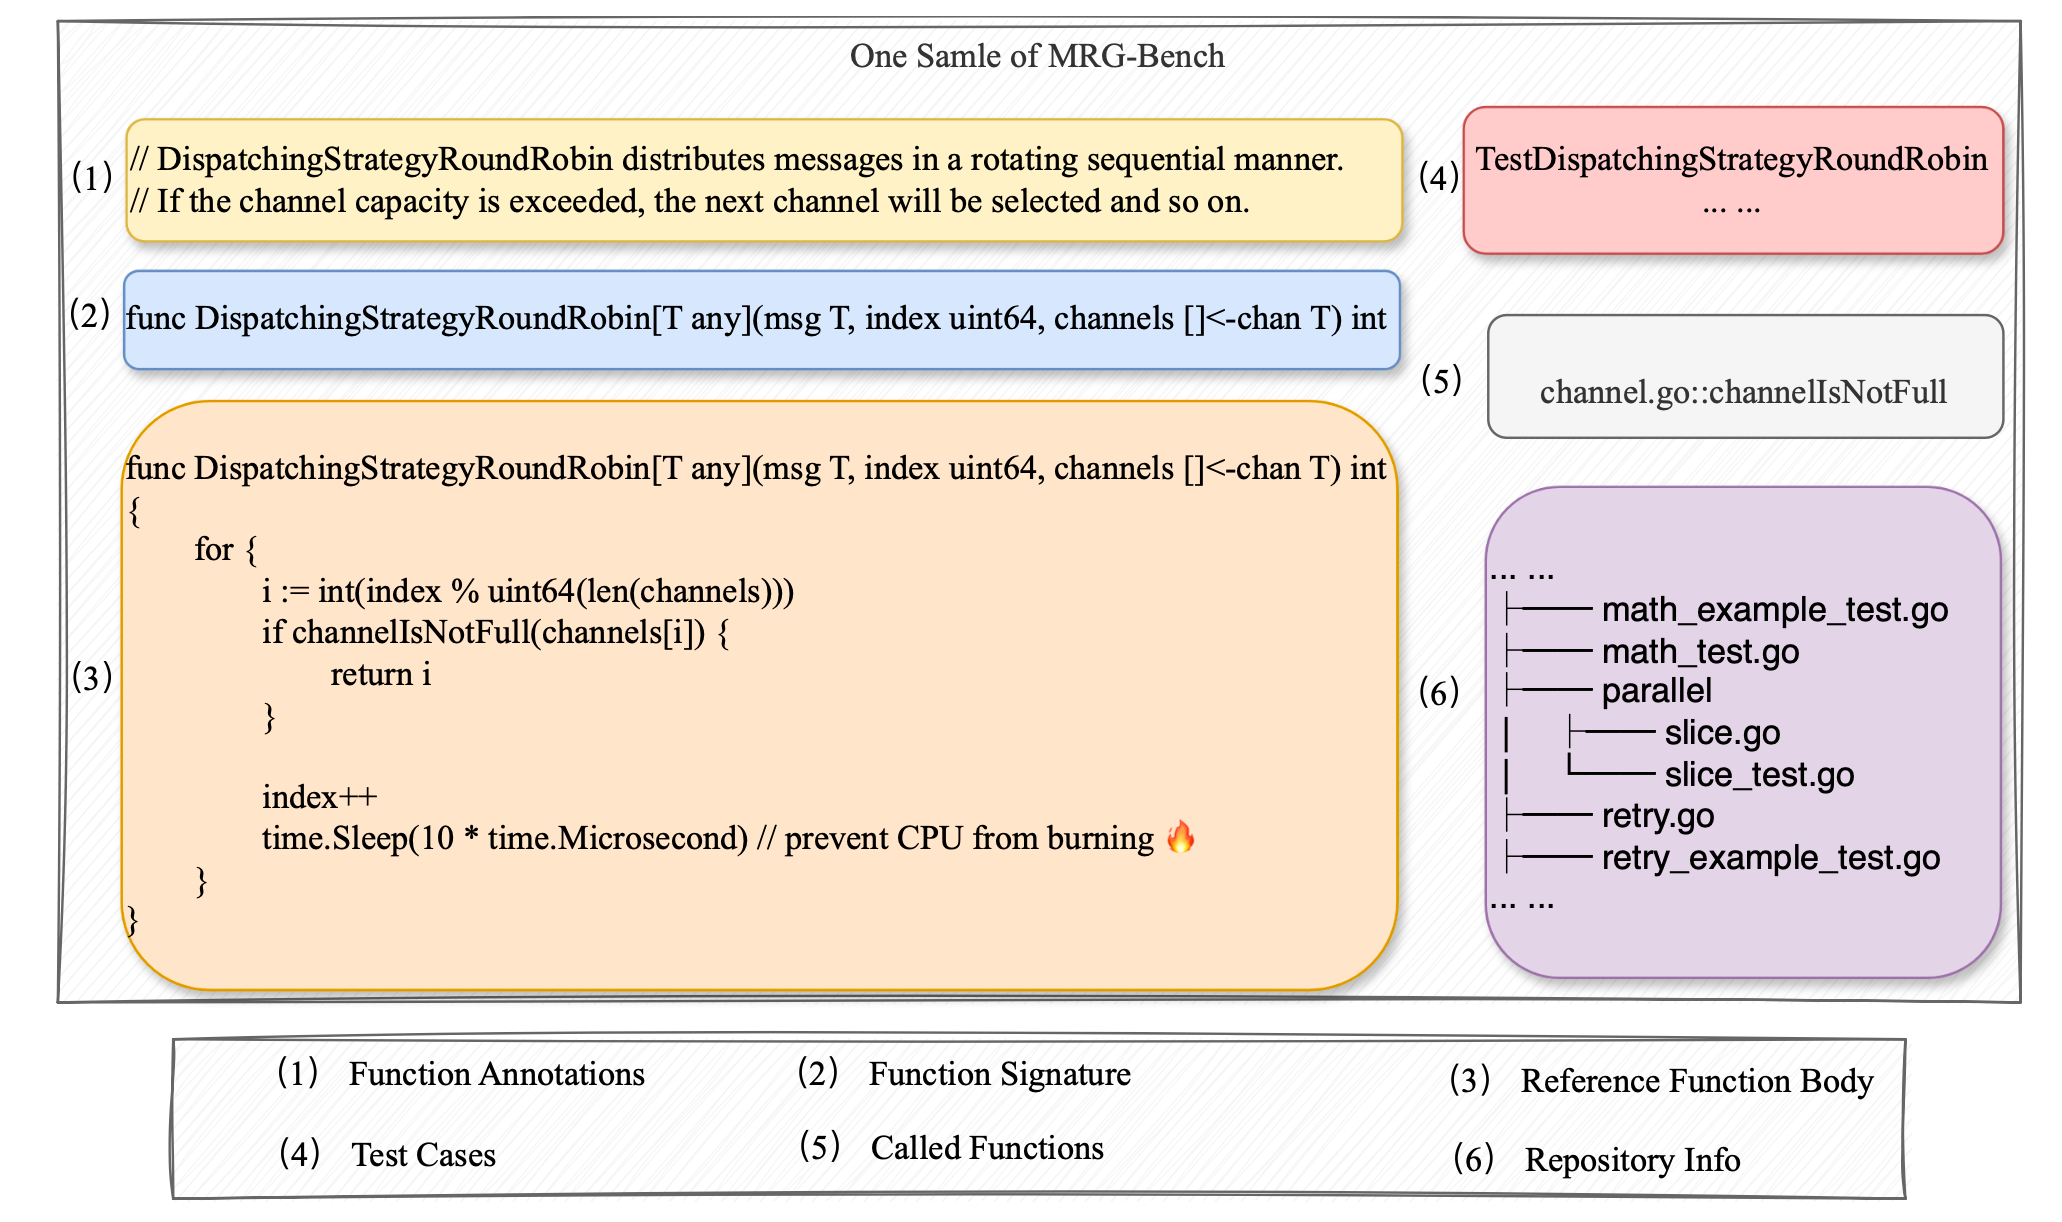 One Samle of MRG-Bench
(1)
// DispatchingStrategyRoundRobin distributes messages in a rotating sequential manner.
// If the channel capacity is exceeded, the next channel will be selected and so on.
(2)
func DispatchingStrategyRoundRobin[T any](msg T, index uint64, channels []<-chan T) int
(3)
func DispatchingStrategyRoundRobin[T any](msg T, index uint64, channels []<-chan T) int
{
for {
i := int(index % uint64(len(channels)))
if channelIsNotFull(channels[i]) {
return i
}
index++
time.Sleep(10 * time.Microsecond) // prevent CPU from burning 🔥
}
}
(4)
TestDispatchingStrategyRoundRobin
... ...
(5)
channel.go::channelIsNotFull
(6)
... ...
├── math_example_test.go
├── math_test.go
├── parallel
│   ├── slice.go
│   └── slice_test.go
├── retry.go
├── retry_example_test.go
... ...
(1) Function Annotations
(2) Function Signature
(3) Reference Function Body
(4) Test Cases
(5) Called Functions
(6) Repository Info